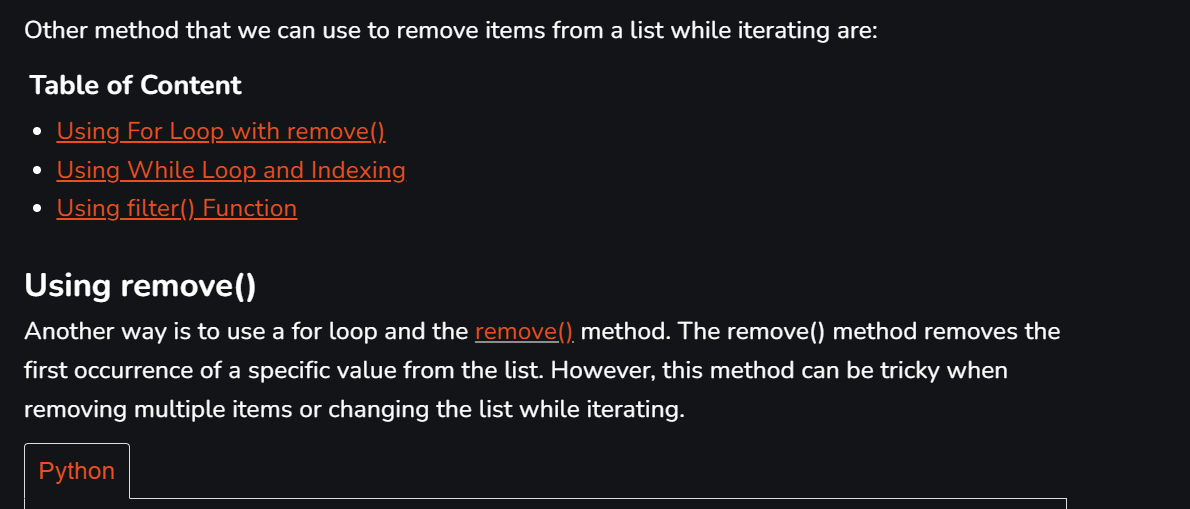 Other method that we can use to remove items from a list while iterating are:
Table of Content
Using For Loop with remove()
Using While Loop and Indexing
Using filter() Function
Using remove()
Another way is to use a for loop and the remove() method. The remove() method removes the
first occurrence of a specific value from the list. However, this method can be tricky when
removing multiple items or changing the list while iterating.
Python